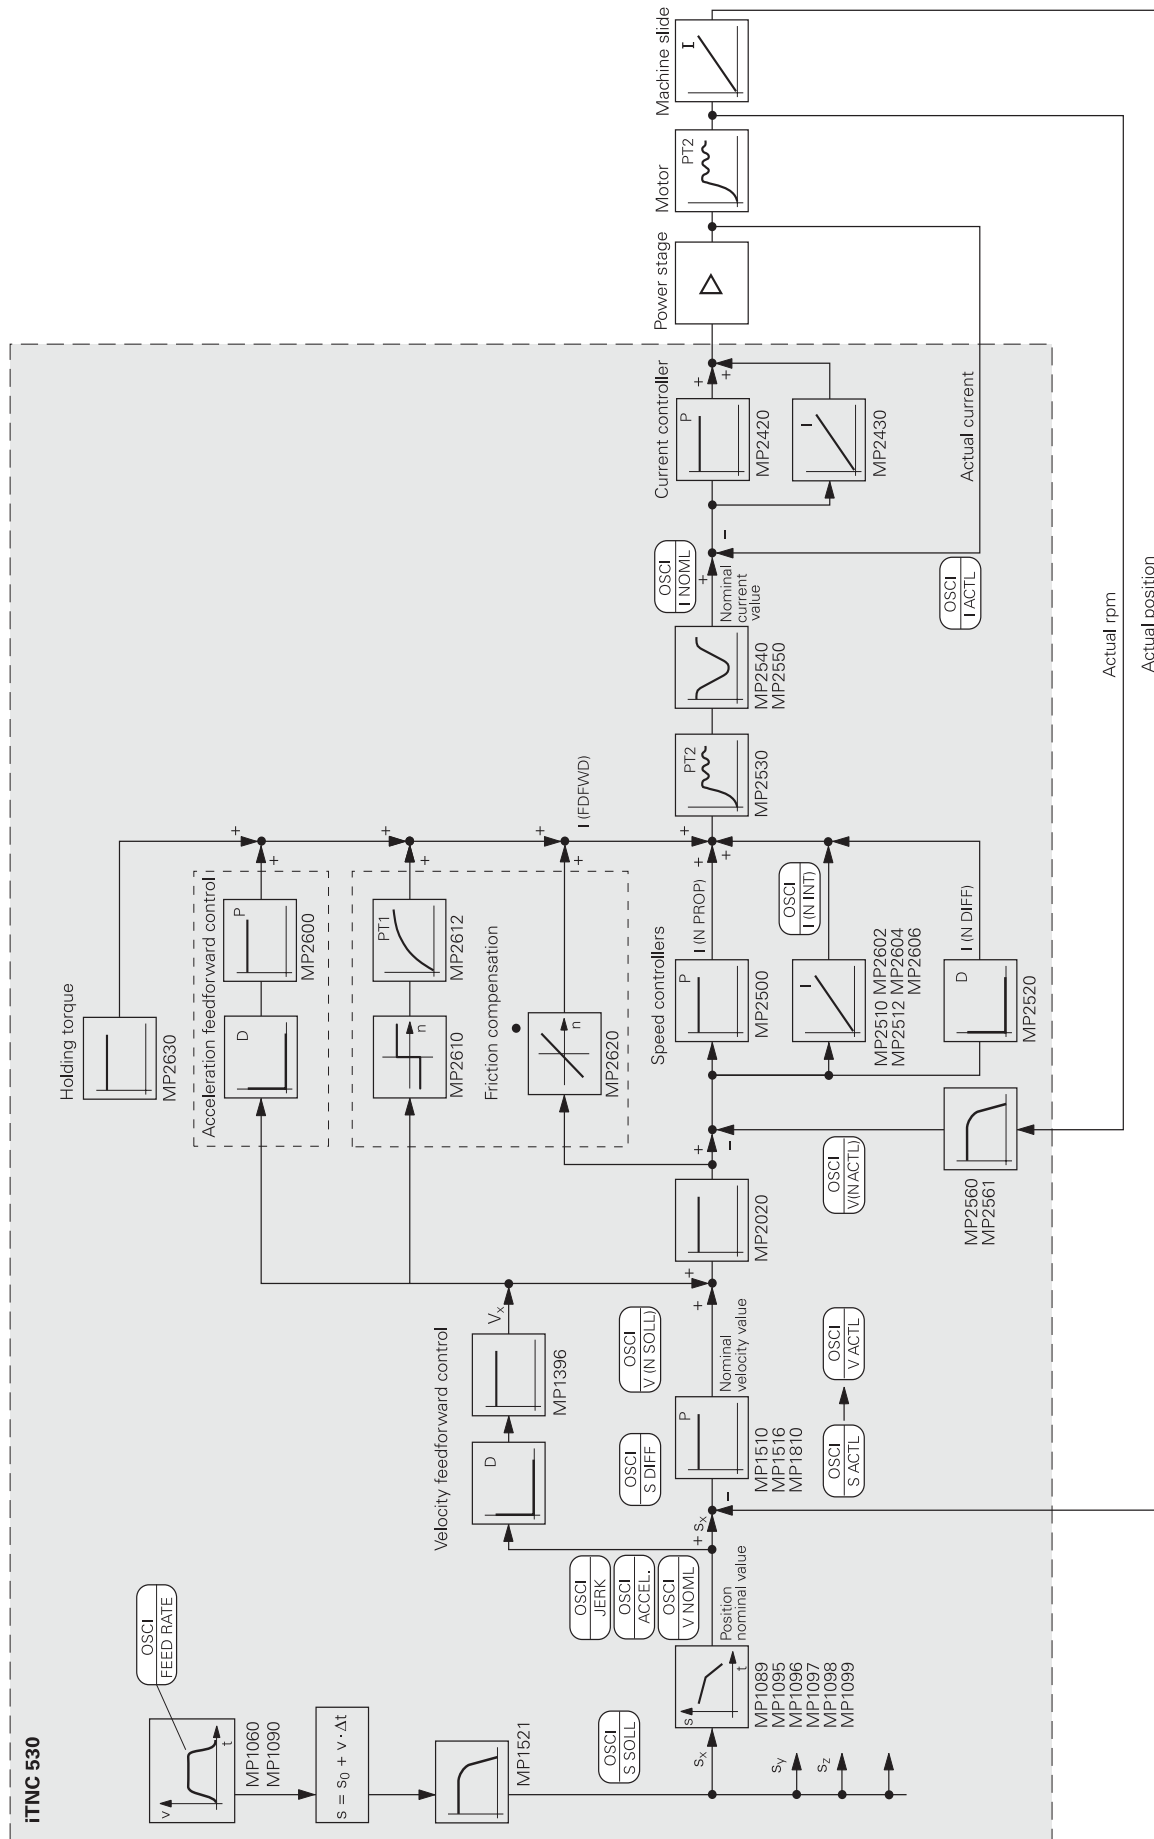 iTNC 530
v
t
OSCI
FEED RATE
MP1060
MP1090
s = s0 + v · Δt
MP1521
OSCI
S SOLL
sx
sy
sz
s
t
MP1089
MP1095
MP1096
MP1097
MP1098
MP1099
Position
nominal value
OSCI
JERK
OSCI
ACCEL.
OSCI
V NOML
+ sx
−
Velocity feedforward control
D
MP1396
Vx
OSCI
S DIFF
P
MP1510
MP1516
MP1810
OSCI
S ACTL
OSCI
V ACTL
Nominal
velocity value
OSCI
V (N SOLL)
+
+
MP2020
+
−
OSCI
V(N ACTL)
MP2560
MP2561
Holding torque
MP2630
Acceleration feedforward control
D
P
MP2600
+
+
n
MP2610
PT1
MP2612
+
+
Friction compensation
n
MP2620
+
+
I (FDFWD)
Speed controllers
P
MP2500
I (N PROP)
+
+
+
I
MP2510 MP2602
MP2512 MP2604
MP2606
OSCI
I (N INT)
D
MP2520
I (N DIFF)
PT2
MP2530
MP2540
MP2550
Nominal
current
value
OSCI
I NOML
+
−
Current controller
P
MP2420
I
MP2430
+
+
OSCI
I ACTL
Actual current
Power stage
Motor
PT2
Machine slide
I
Actual rpm
Actual position